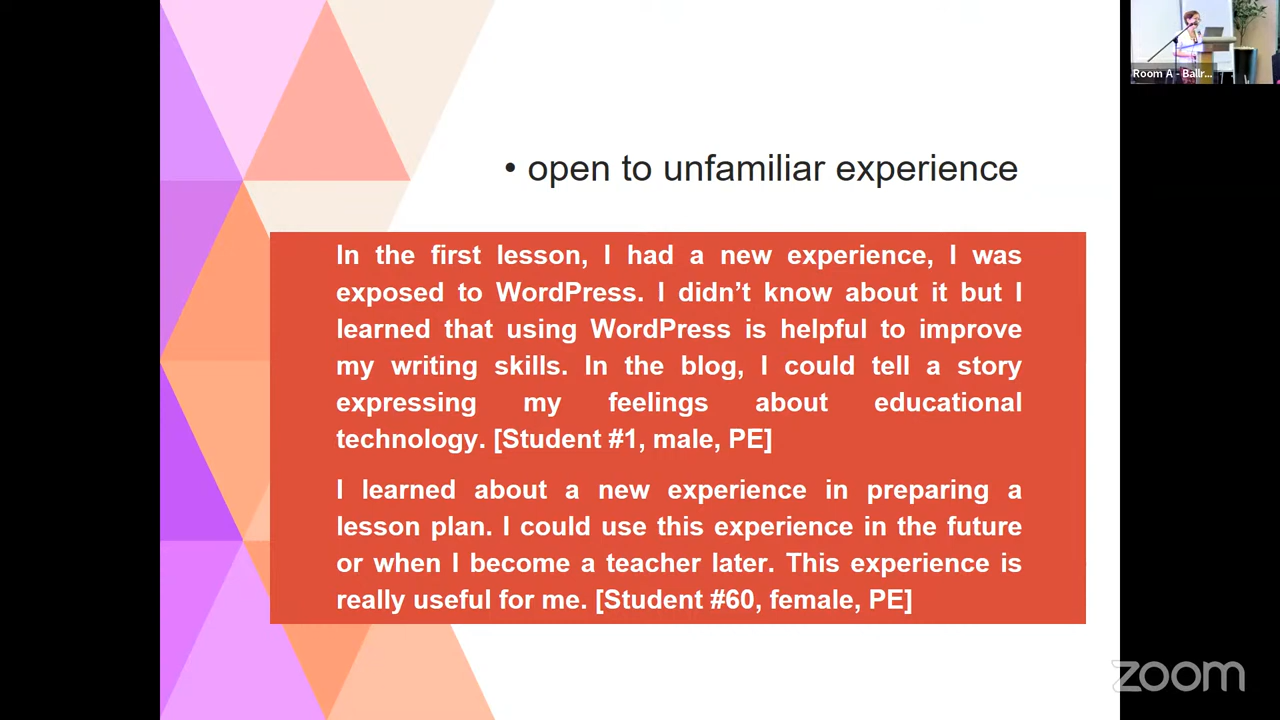 • open to unfamiliar experience
In the first lesson, I had a new experience, I was
exposed to WordPress. I didn’t know about it but I
learned that using WordPress is helpful to improve
my writing skills. In the blog, I could tell a story
expressing my feelings about educational
technology. [Student #1, male, PE]
I learned about a new experience in preparing a
lesson plan. I could use this experience in the future
or when I become a teacher later. This experience is
really useful for me. [Student #60, female, PE]
Room A - Ballr...
zoom